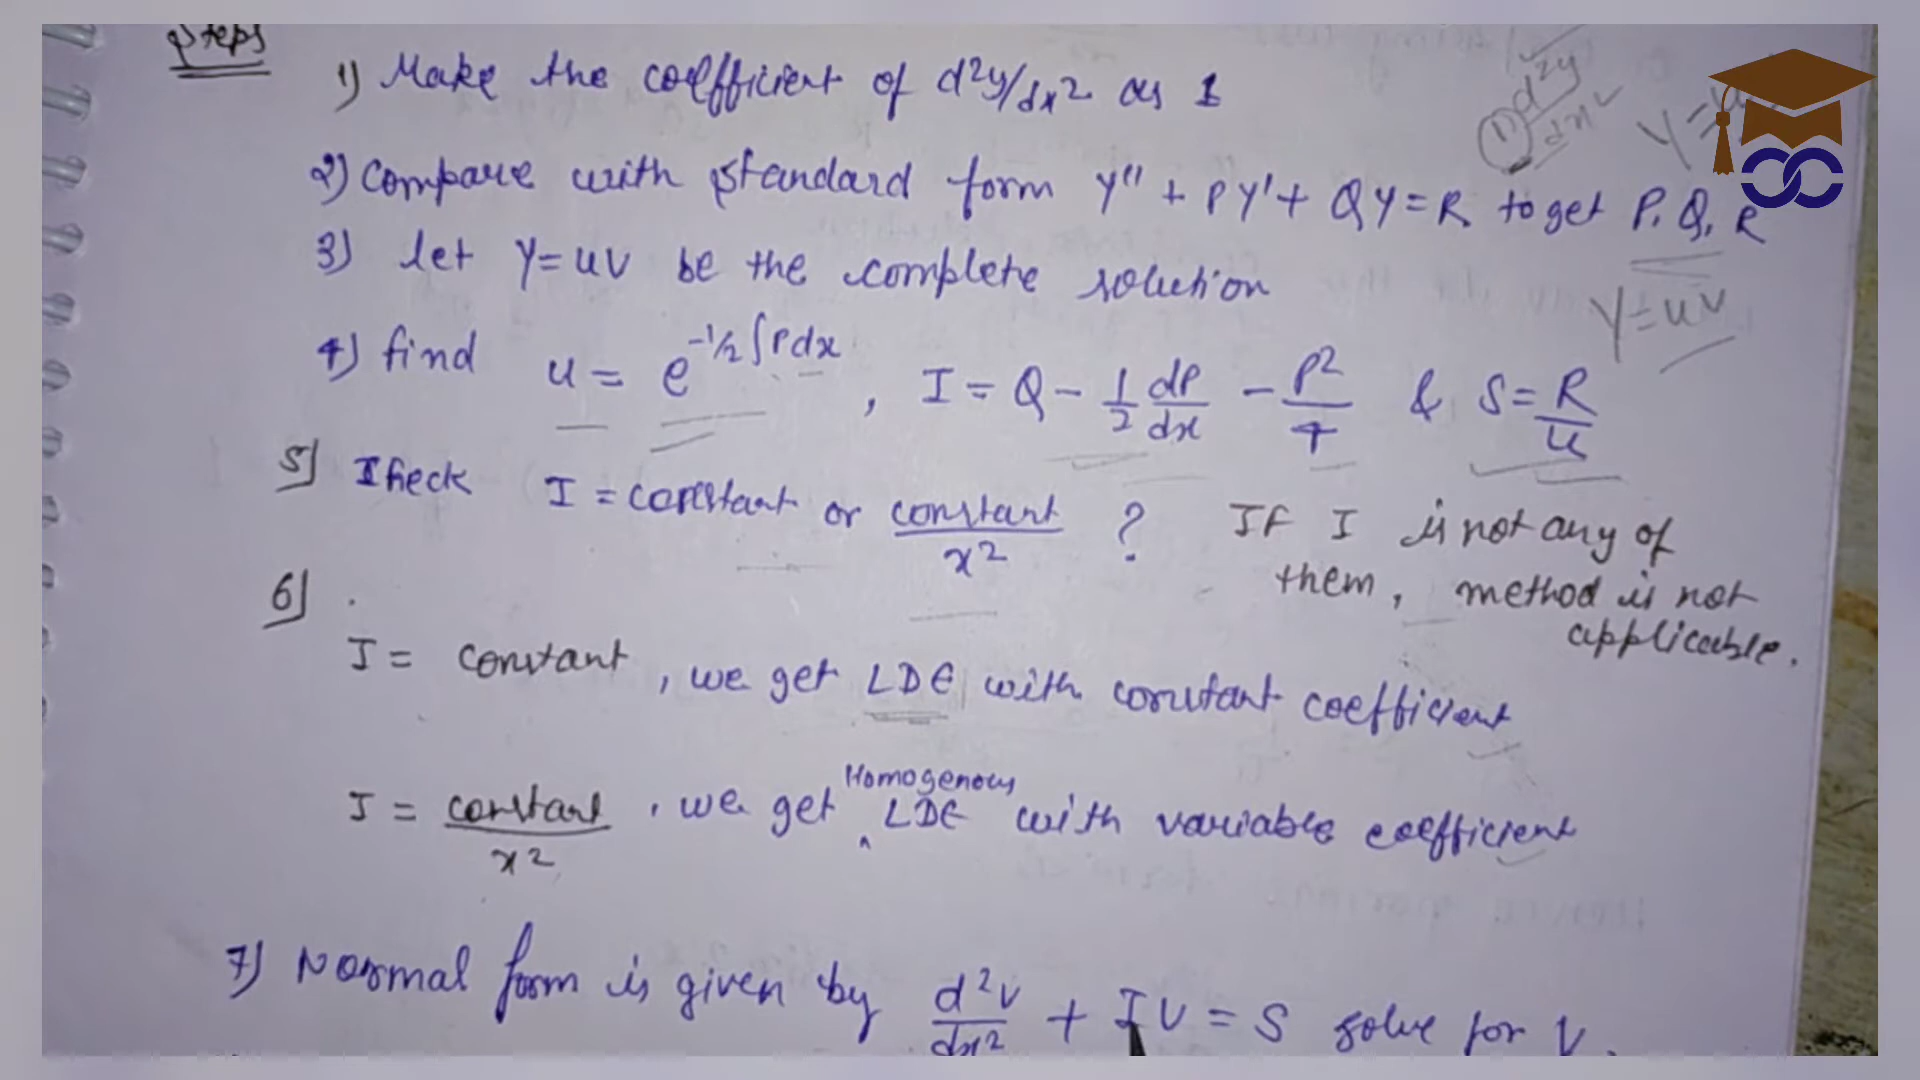 Steps
1) Make the coefficient of d²y/dx² as 1
2) Compare with standard form y'' + Py' + Qy = R to get P, Q, R
3) let y = uv be the complete solution
4) find u = e^{-1/2 ∫Pdx} , I = Q - 1/2 dP/dx - P²/4 & S = R/u
5) Check I = constant or constant/x² ? If I is not any of
them, method is not
applicable.
6)
I = constant , we get LDE with constant coefficient
I = constant/x² , we get Homogenous LDE with variable coefficient
7) Normal form is given by d²v/dx² + Iv = S solve for v.
1) d²y/dx²
y = uv